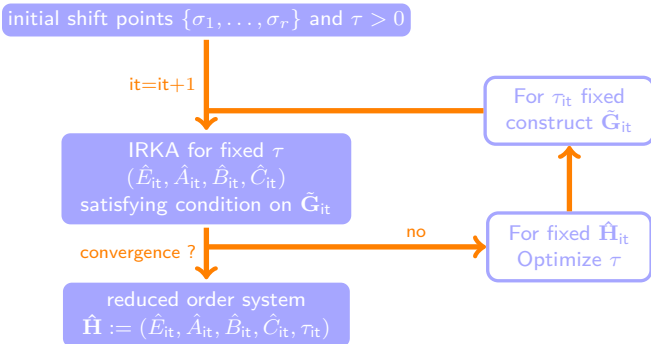 initial shift points {σ₁, . . . , σᵣ} and τ > 0
it=it+1
For τ_it fixed
construct G̃_it
IRKA for fixed τ
(Ê_it, Â_it, B̂_it, Ĉ_it)
satisfying condition on G̃_it
convergence ?
no
For fixed Ĥ_it
Optimize τ
reduced order system
Ĥ := (Ê_it, Â_it, B̂_it, Ĉ_it, τ_it)